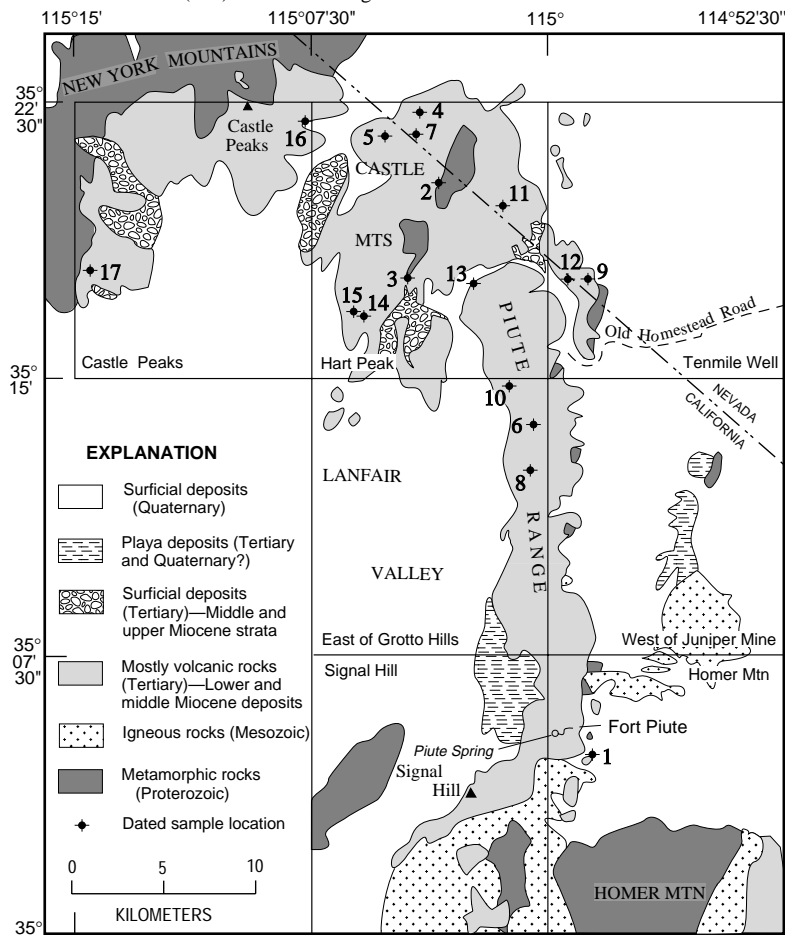 115°15'
115°07'30"
115°
114°52'30"
NEW YORK MOUNTAINS
35°
22'
30"
Castle
Peaks
16
5
4
7
CASTLE
2
11
MTS
17
3
13
12
9
15
14
PIUTE
Old Homestead Road
Castle Peaks
Hart Peak
Tenmile Well
35°
15'
10
NEVADA
CALIFORNIA
6
8
LANFAIR
RANGE
VALLEY
EXPLANATION
Surficial deposits
(Quaternary)
Playa deposits (Tertiary
and Quaternary?)
Surficial deposits
(Tertiary)—Middle and
upper Miocene strata
Mostly volcanic rocks
(Tertiary)—Lower and
middle Miocene deposits
Igneous rocks (Mesozoic)
Metamorphic rocks
(Proterozoic)
Dated sample location
0
5
10
KILOMETERS
East of Grotto Hills
West of Juniper Mine
35°
07'
30"
Signal Hill
Homer Mtn
Fort Piute
Piute Spring
1
Signal
Hill
HOMER MTN
35°